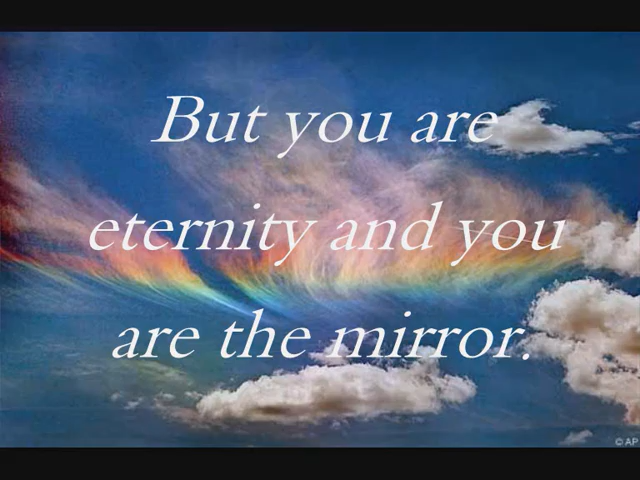 But you are
eternity and you
are the mirror.
© AP